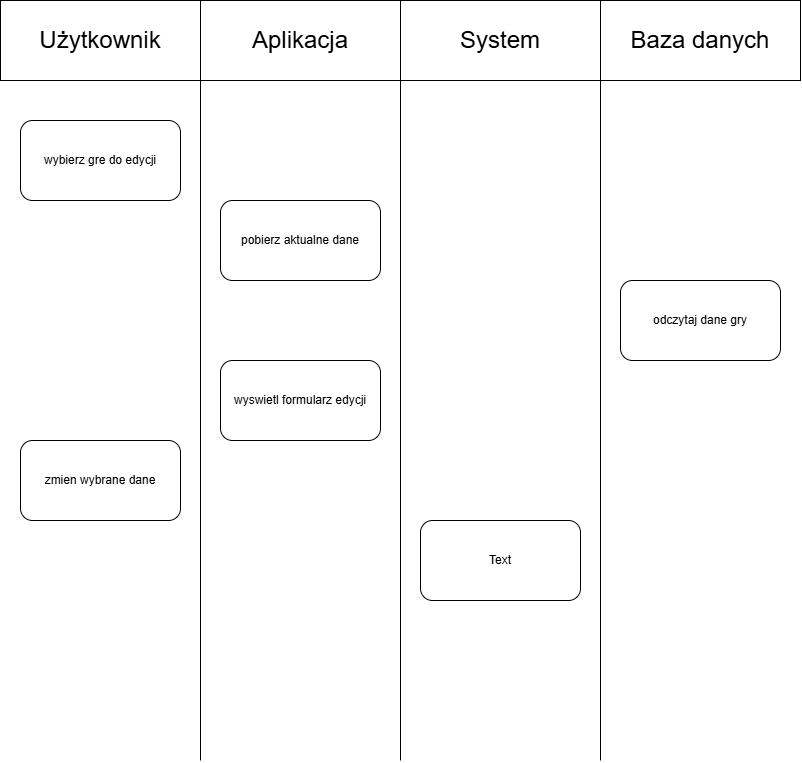 Użytkownik
Aplikacja
System
Baza danych
wybierz gre do edycji
pobierz aktualne dane
odczytaj dane gry
wyswietl formularz edycji
zmien wybrane dane
Text